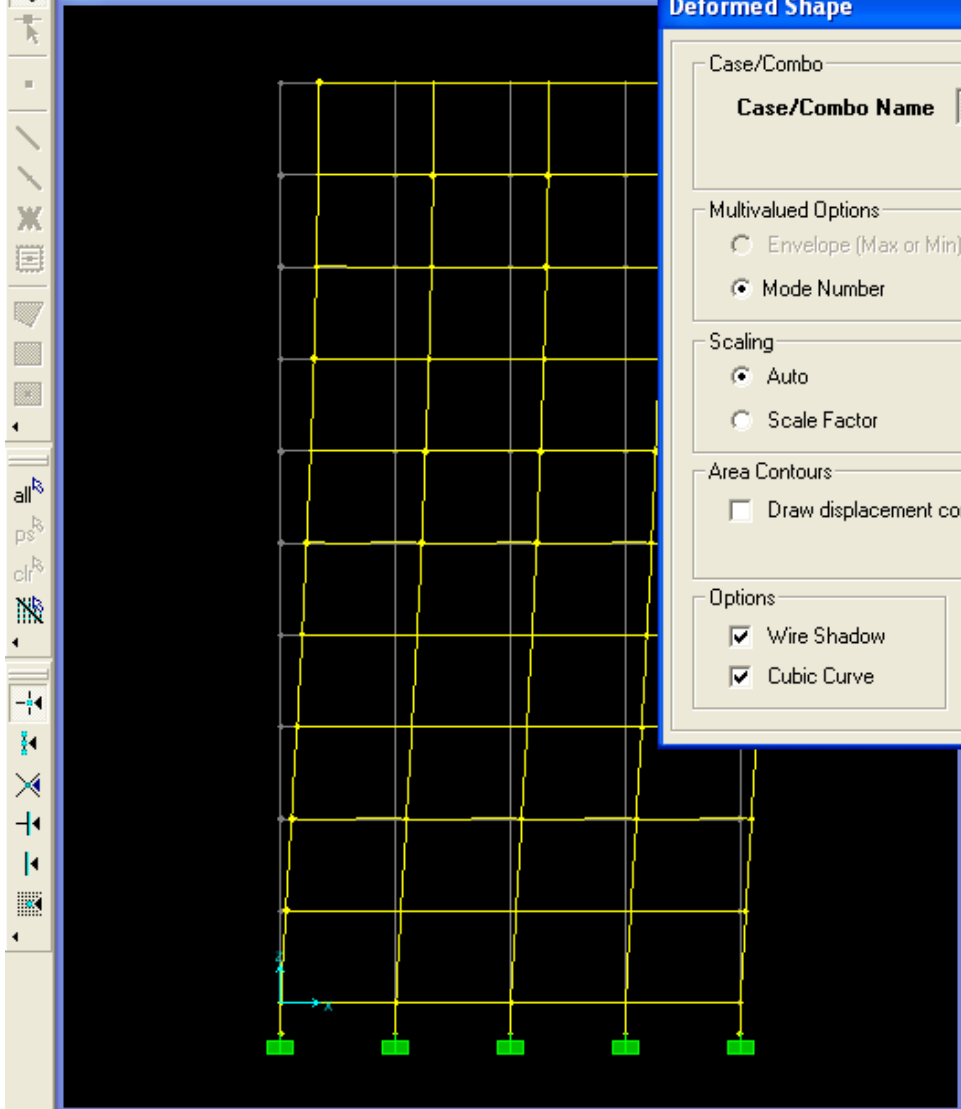 Deformed Shape
Case/Combo
Case/Combo Name
Multivalued Options
Envelope (Max or Min)
Mode Number
Scaling
Auto
Scale Factor
Area Contours
Draw displacement co
Options
Wire Shadow
Cubic Curve
all
ps
clr
Z
X